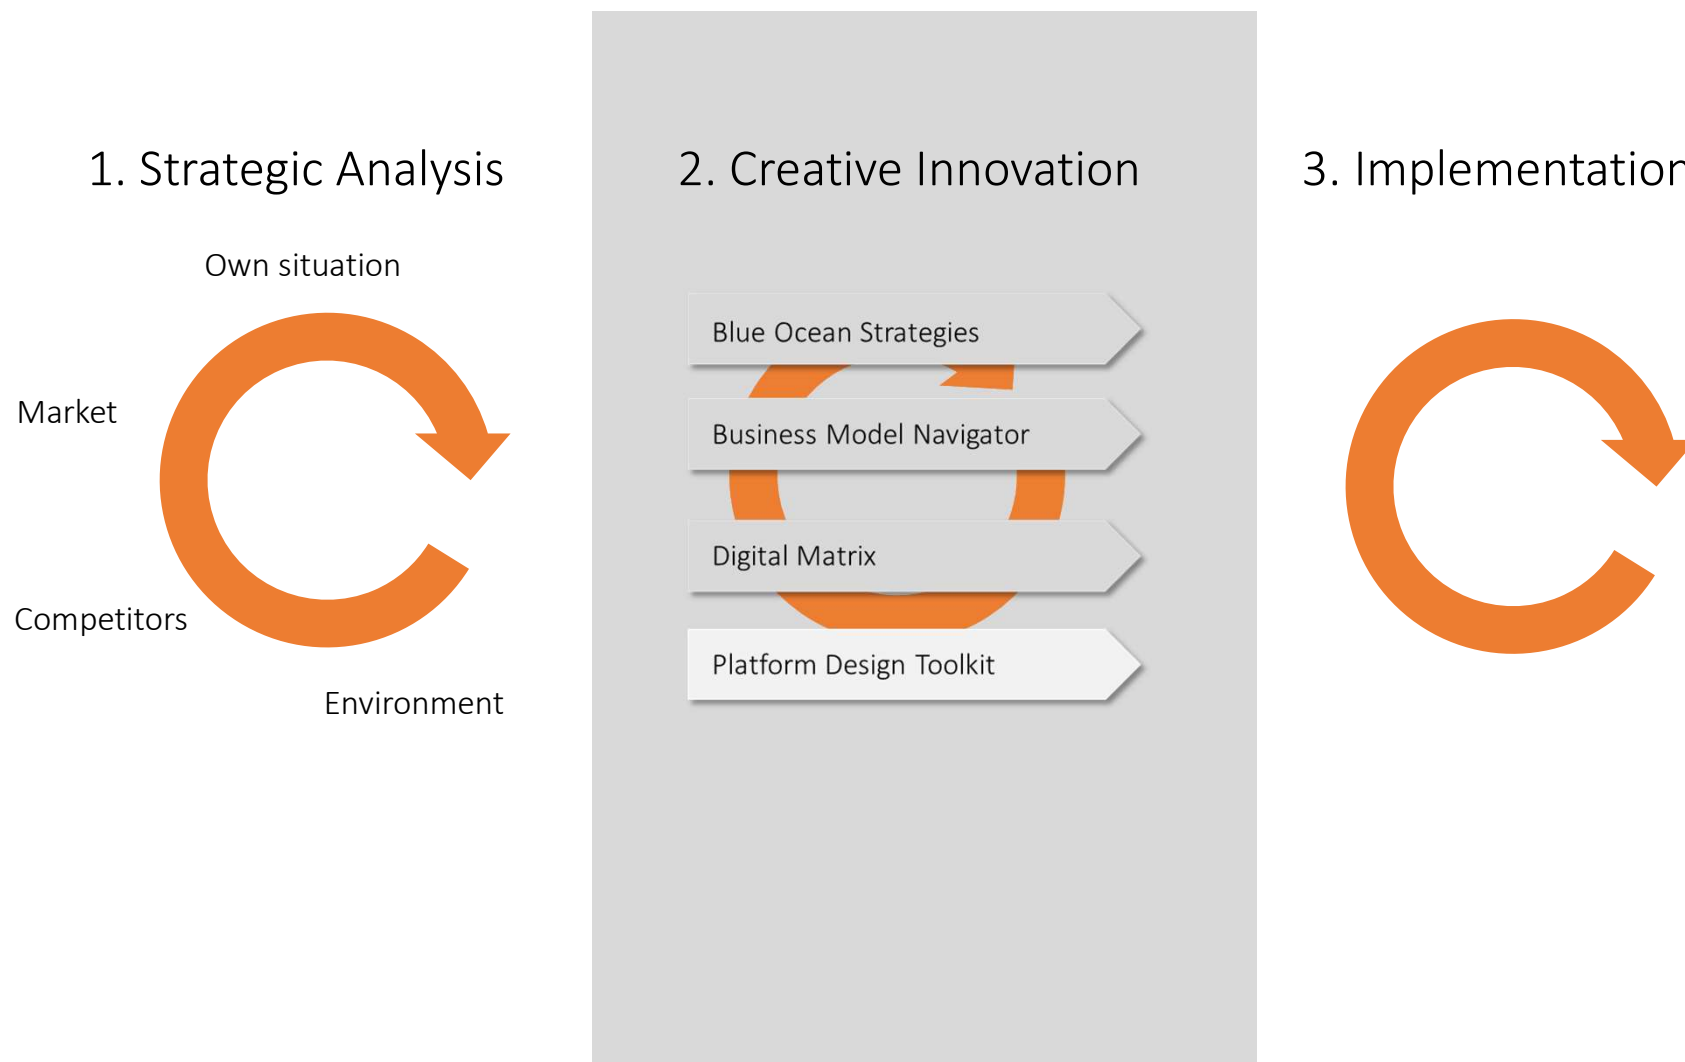 1. Strategic Analysis
Own situation
Market
Competitors
Environment
2. Creative Innovation
Blue Ocean Strategies
Business Model Navigator
Digital Matrix
Platform Design Toolkit
3. Implementation